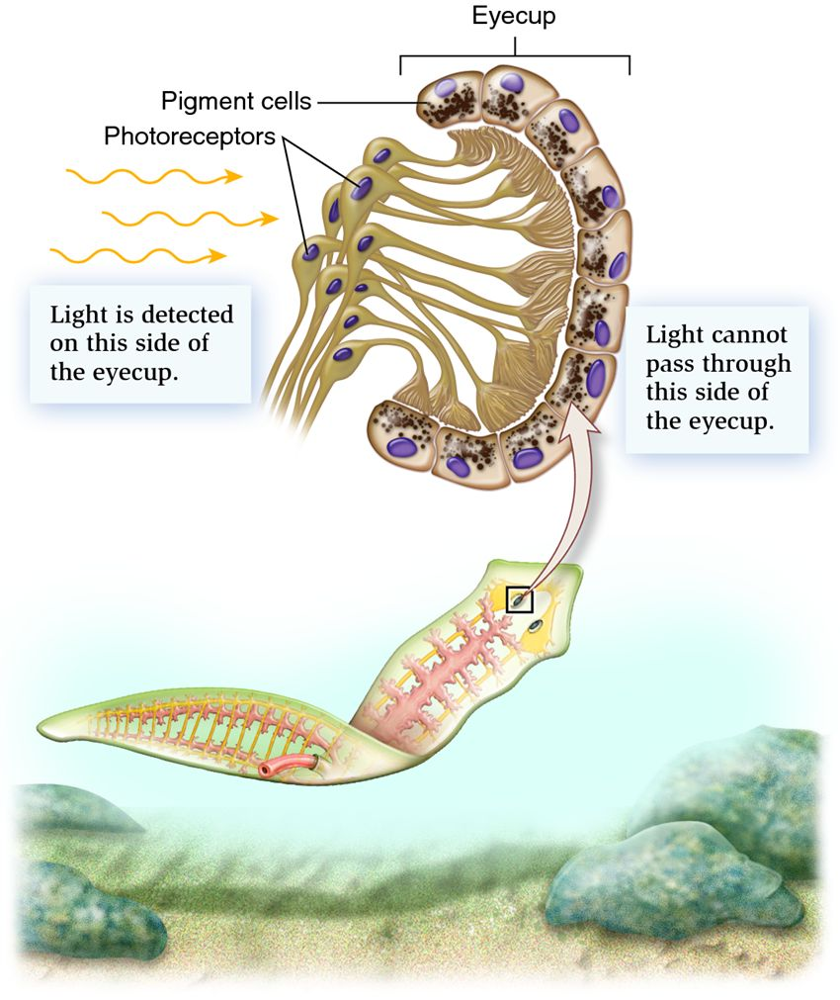 Eyecup
Pigment cells
Photoreceptors
Light is detected
on this side of
the eyecup.
Light cannot
pass through
this side of
the eyecup.